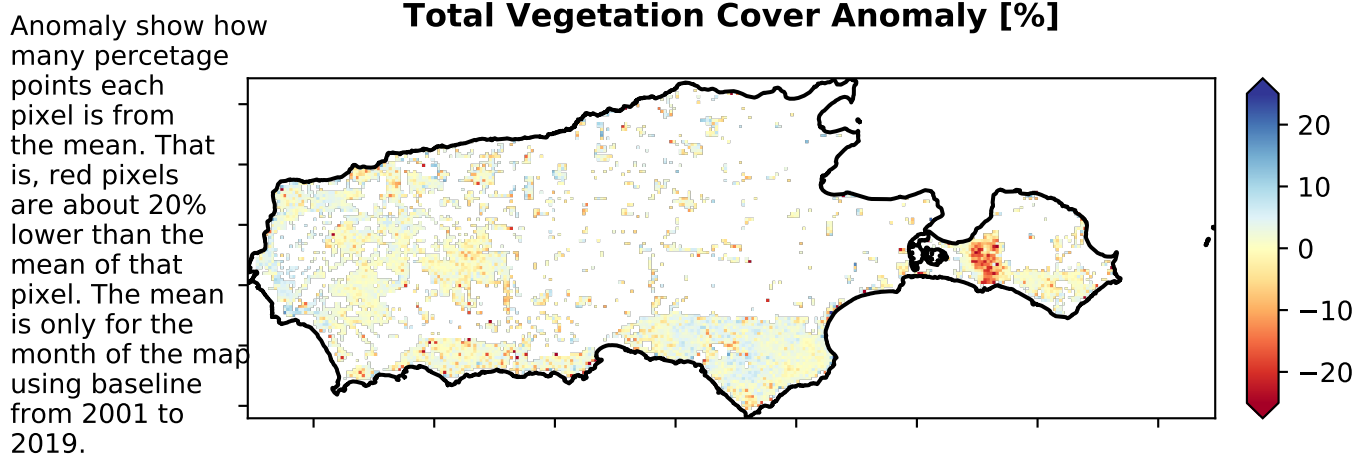 Total Vegetation Cover Anomaly [%]
Anomaly show how
many percetage
points each
pixel is from
the mean. That
is, red pixels
are about 20%
lower than the
mean of that
pixel. The mean
is only for the
month of the map
using baseline
from 2001 to
2019.
20
10
0
−10
−20